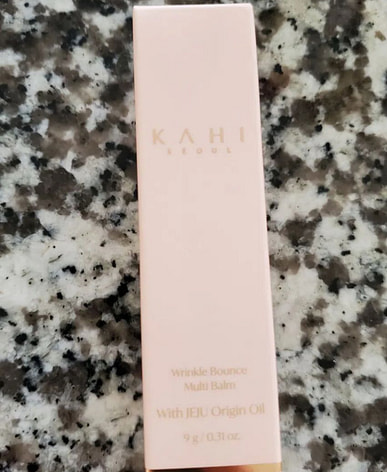 KAHI
SEOUL
Wrinkle Bounce
Multi Balm
With JEJU Origin Oil
9 g / 0.31 oz.